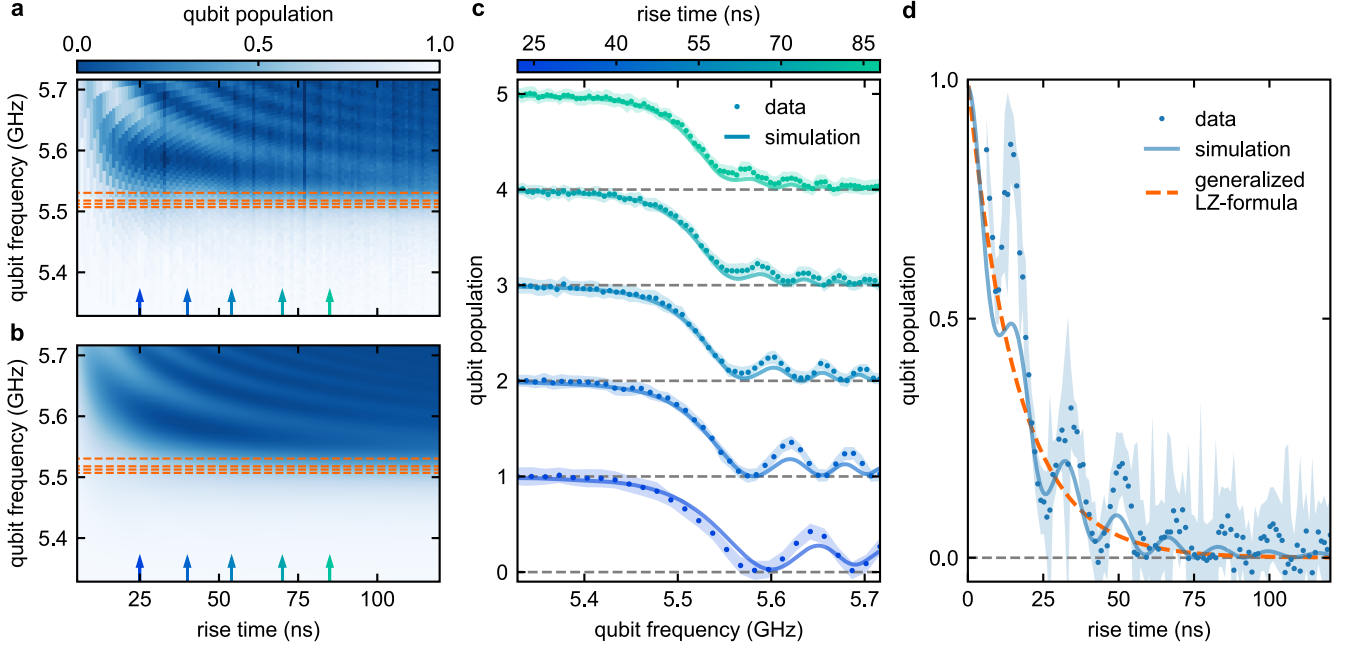 a
qubit population
0.0 0.5 1.0
qubit frequency (GHz)
5.7
5.6
5.5
5.4
b
qubit frequency (GHz)
5.7
5.6
5.5
5.4
25 50 75 100
rise time (ns)
c
rise time (ns)
25 40 55 70 85
data
simulation
qubit population
5
4
3
2
1
0
5.4 5.5 5.6 5.7
qubit frequency (GHz)
d
data
simulation
generalized
LZ-formula
qubit population
1.0
0.5
0.0
0 25 50 75 100
rise time (ns)